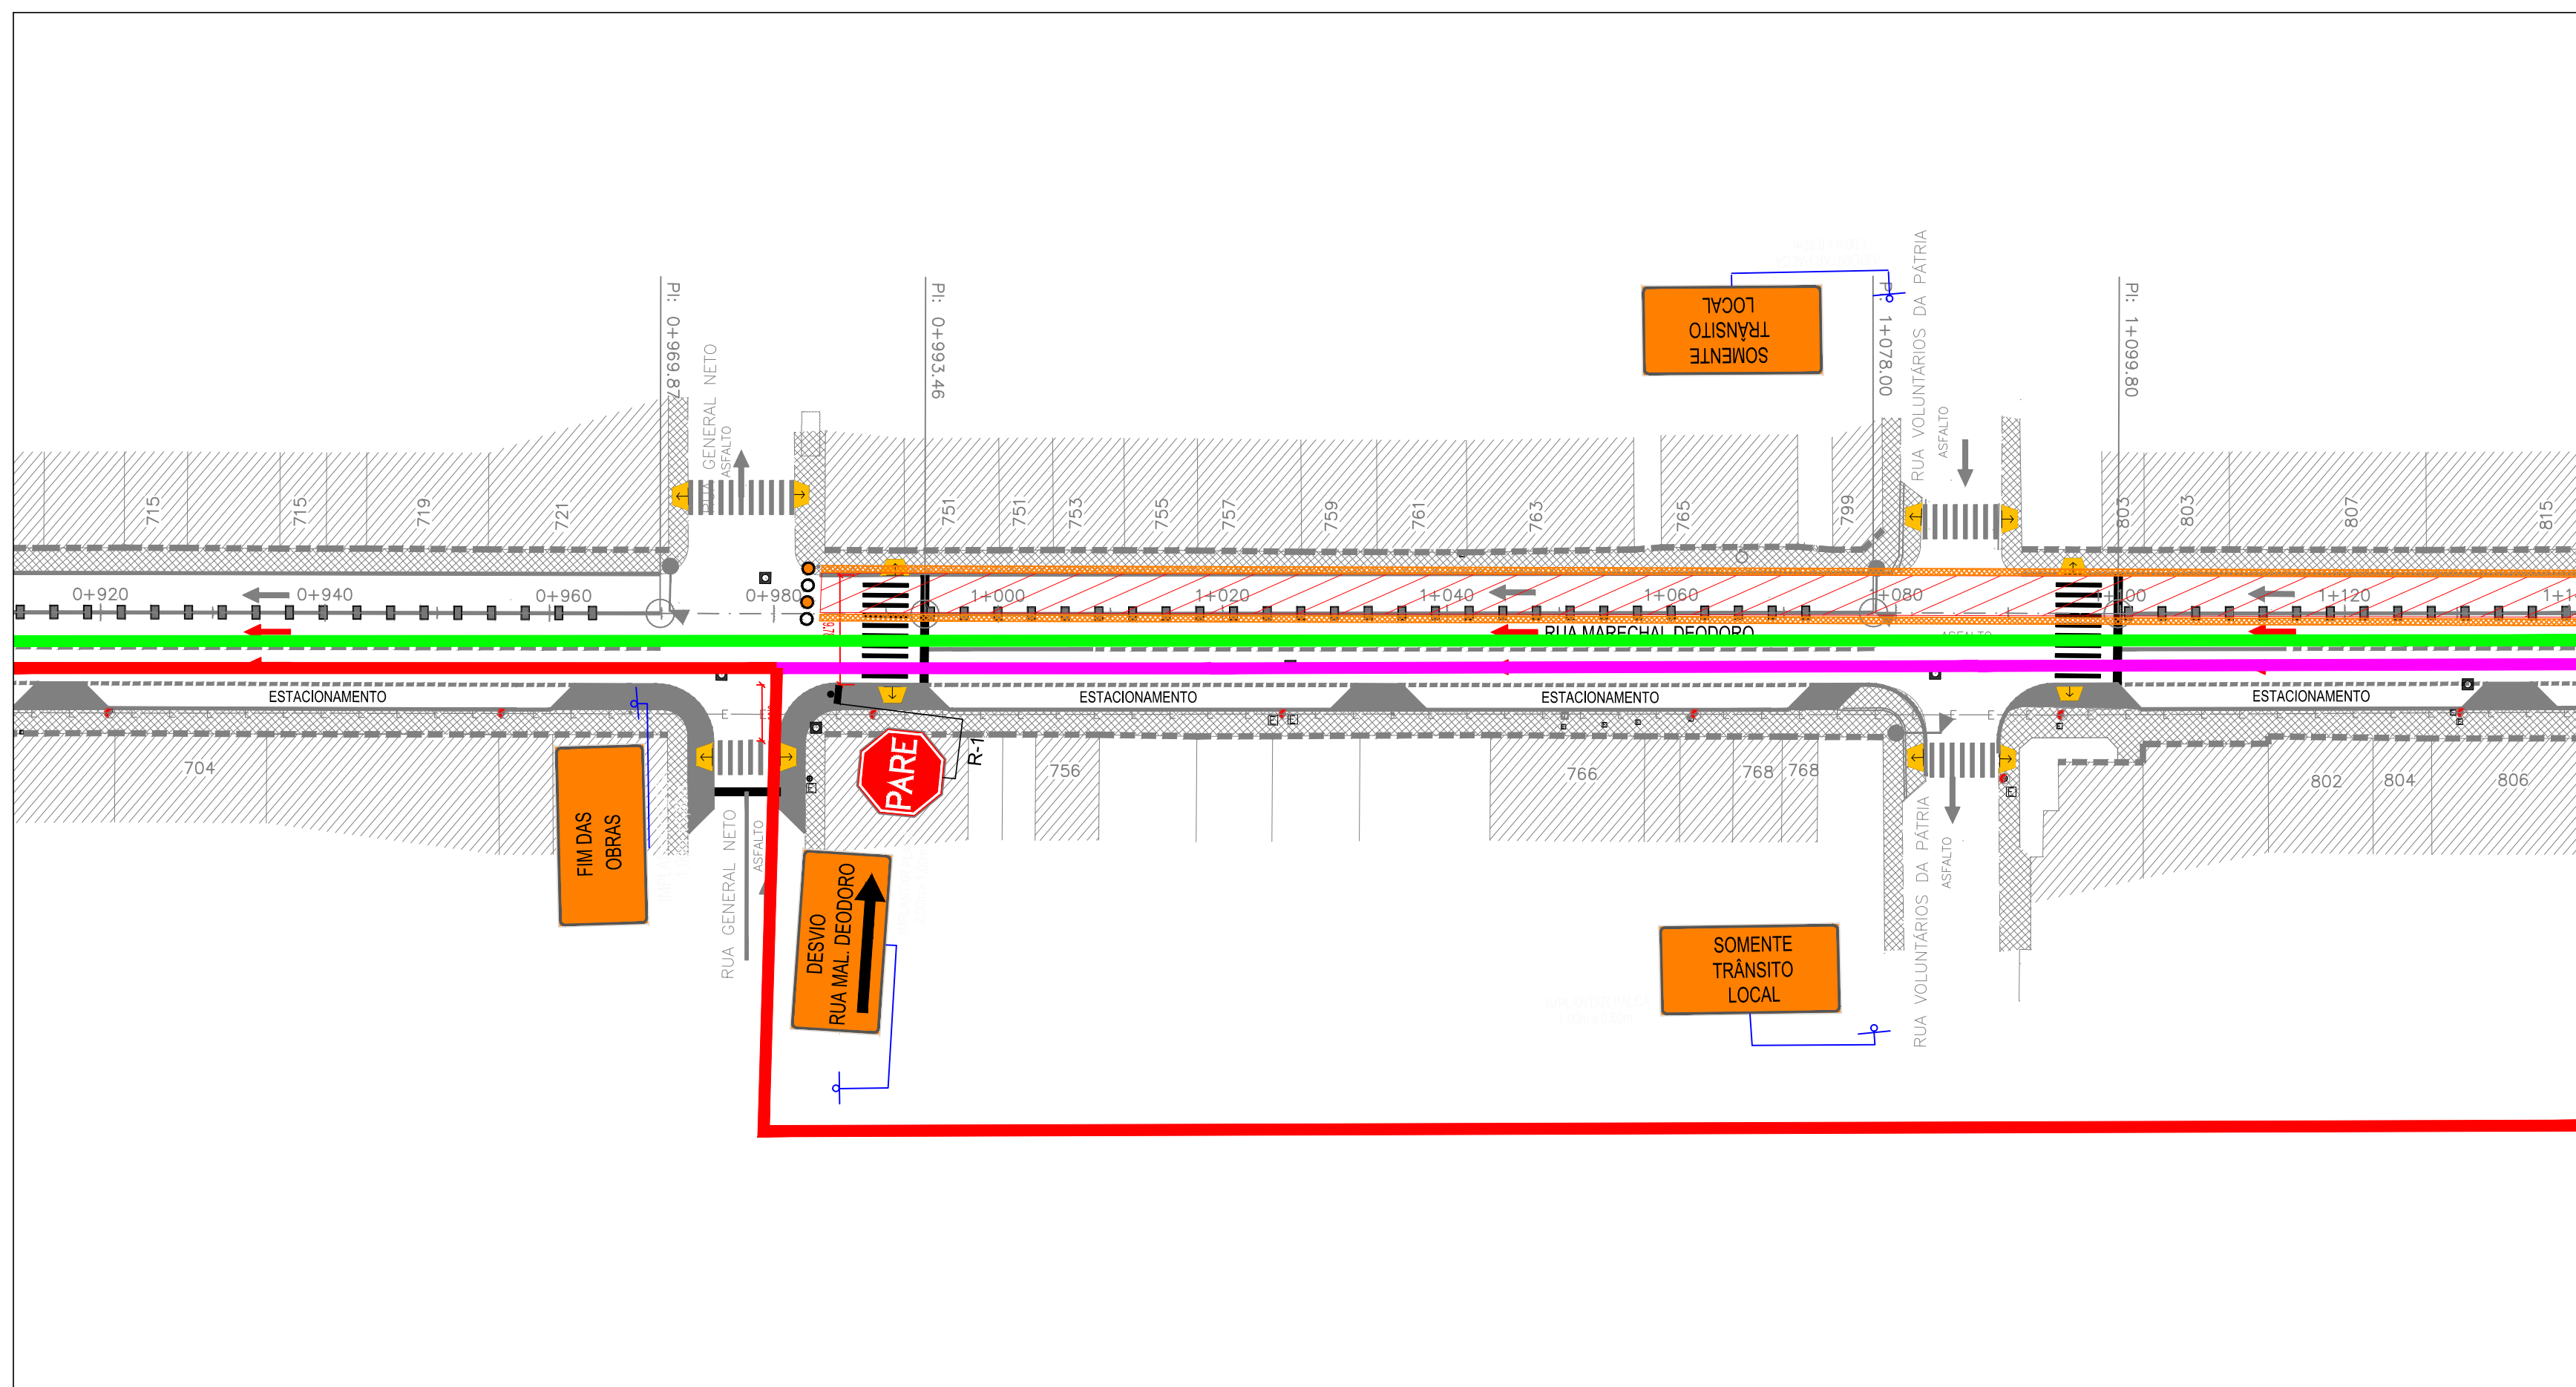 PI: 0+969.87
RUA GENERAL NETO
ASFALTO
PI: 0+993.46
SOMENTE
TRÂNSITO
LOCAL
PI: 1+078.00
RUA VOLUNTÁRIOS DA PÁTRIA
ASFALTO
PI: 1+099.80
715
715
719
721
751
751
753
755
757
759
761
763
765
799
803
803
807
815
0+920
0+940
0+960
0+980
1+000
1+020
1+040
1+060
1+080
1+100
1+120
RUA MARECHAL DEODORO
ASFALTO
ESTACIONAMENTO
ESTACIONAMENTO
ESTACIONAMENTO
ESTACIONAMENTO
704
756
766
768
768
802
804
806
FIM DAS
OBRAS
RUA GENERAL NETO
ASFALTO
PARE
R-1
DESVIO
RUA MAL. DEODORO
SOMENTE
TRÂNSITO
LOCAL
RUA VOLUNTÁRIOS DA PÁTRIA
ASFALTO